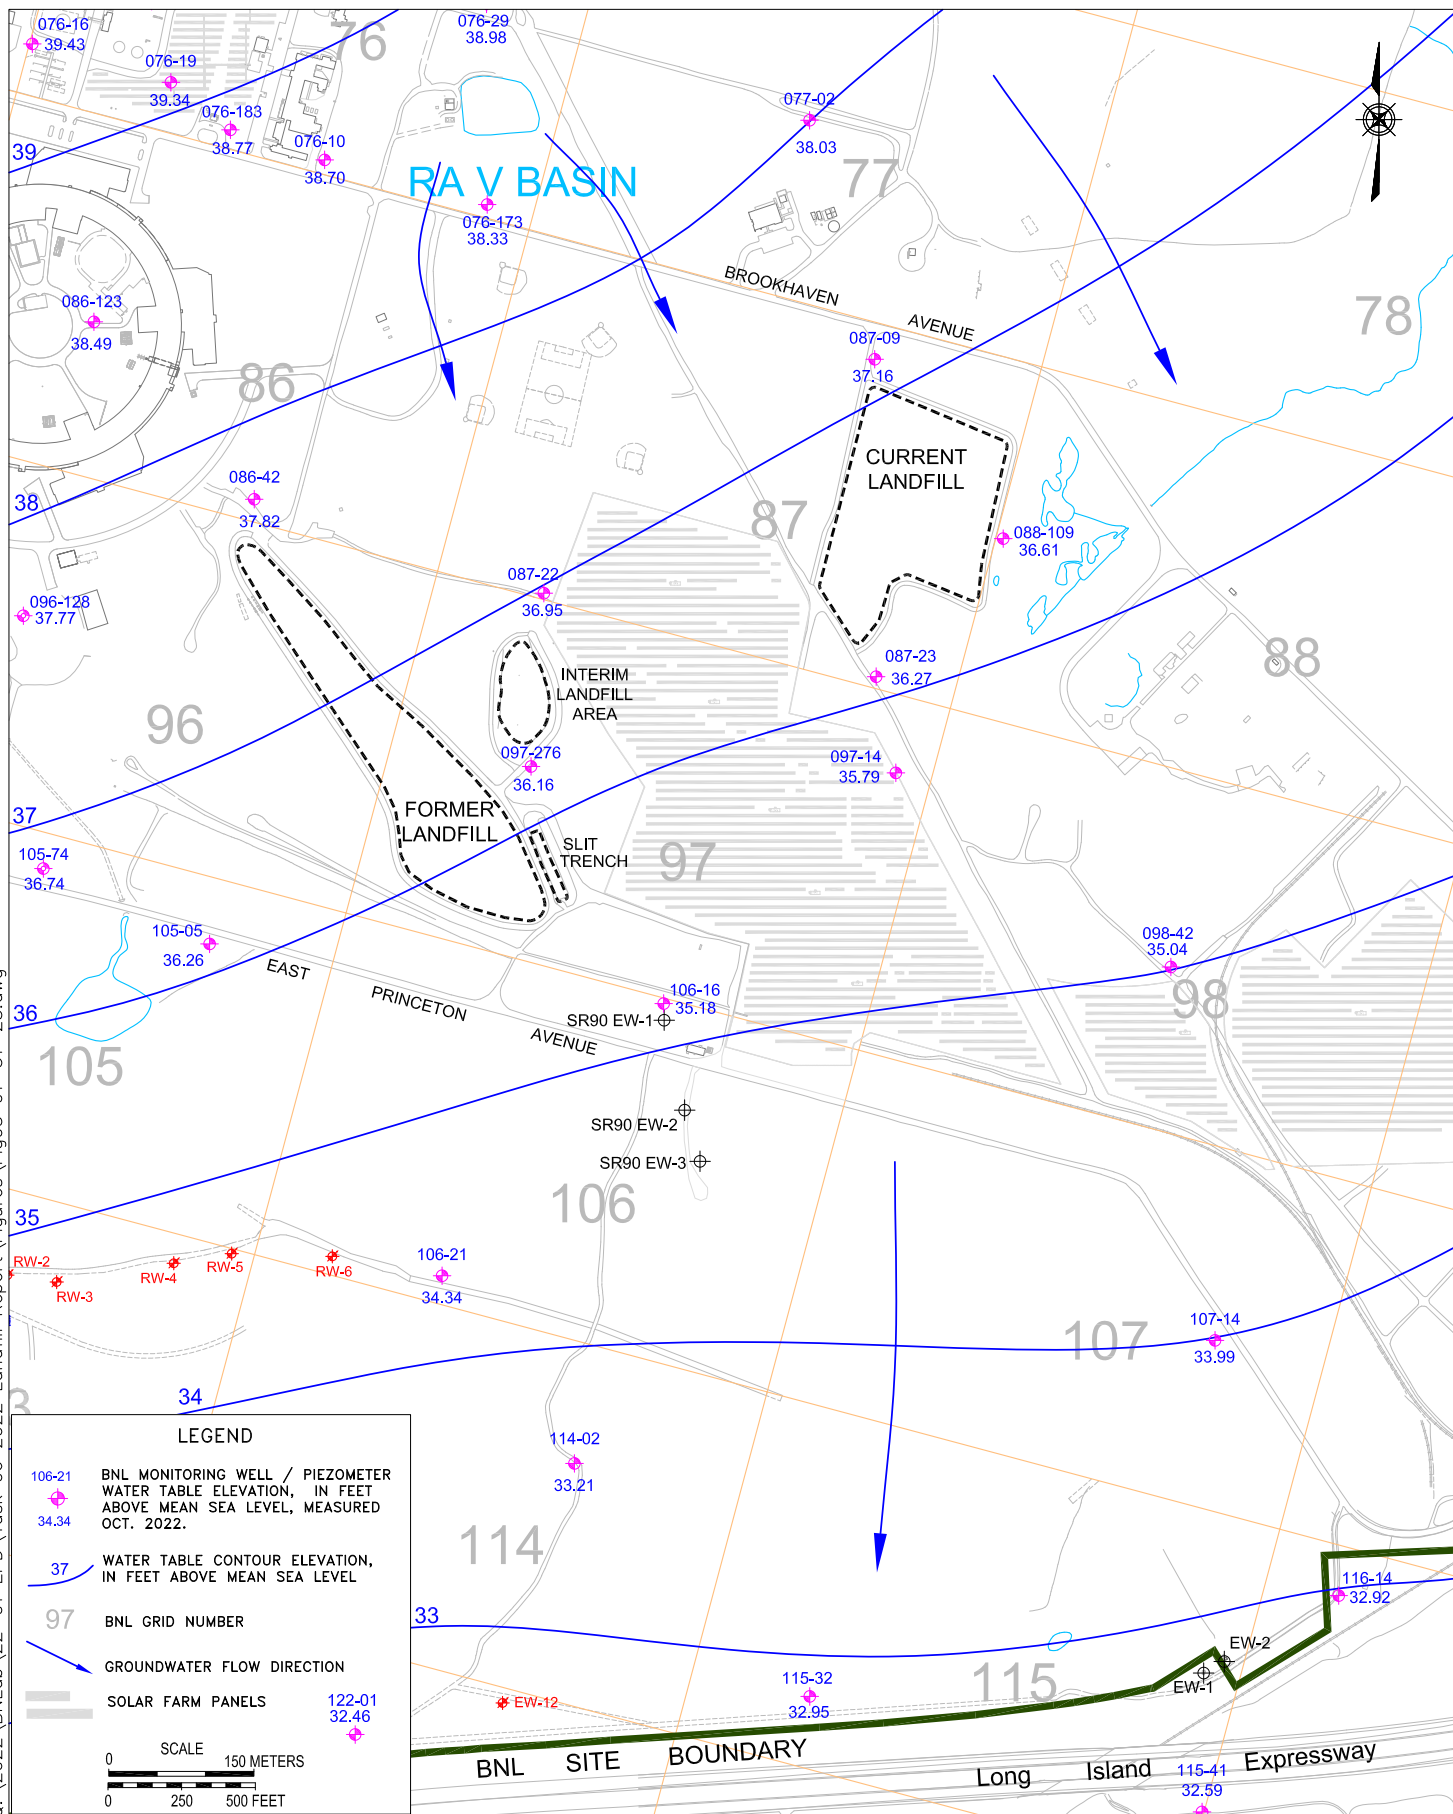 076-16
39.43
076-19
39.34
76
076-29
38.98
076-183
38.77
076-10
38.70
39
RA V BASIN
076-173
38.33
077-02
38.03
77
BROOKHAVEN
AVENUE
78
086-123
38.49
86
087-09
37.16
CURRENT
LANDFILL
38
086-42
37.82
87
088-109
36.61
087-22
36.95
096-128
37.77
087-23
36.27
88
INTERIM
LANDFILL
AREA
96
097-276
36.16
097-14
35.79
37
FORMER
LANDFILL
SLIT
TRENCH
97
105-74
36.74
105-05
36.26
EAST
PRINCETON
AVENUE
098-42
35.04
98
36
105
106-16
35.18
SR90 EW-1
SR90 EW-2
SR90 EW-3
106
35
RW-2
RW-3
RW-4
RW-5
RW-6
106-21
34.34
107
107-14
33.99
34
3
114-02
33.21
114
33
116-14
32.92
EW-2
EW-1
115
115-32
32.95
EW-12
BNL SITE BOUNDARY
Long Island Expressway
115-41
32.59
LEGEND
106-21
34.34
BNL MONITORING WELL / PIEZOMETER
WATER TABLE ELEVATION, IN FEET
ABOVE MEAN SEA LEVEL, MEASURED
OCT. 2022.
37
WATER TABLE CONTOUR ELEVATION,
IN FEET ABOVE MEAN SEA LEVEL
97
BNL GRID NUMBER
GROUNDWATER FLOW DIRECTION
SOLAR FARM PANELS
122-01
32.46
SCALE
0 150 METERS
0 250 500 FEET